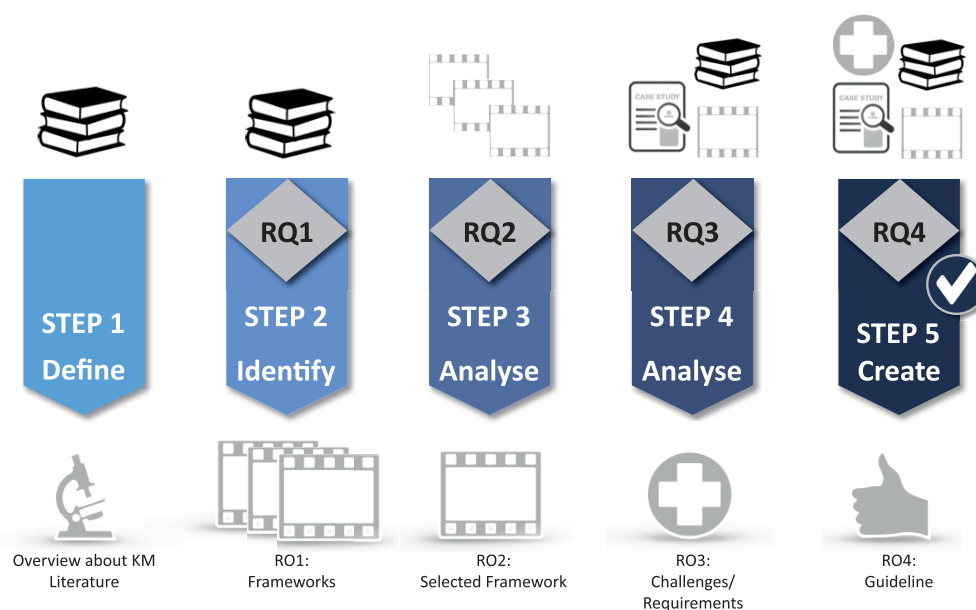 CASE STUDY
CASE STUDY
RQ1
RQ2
RQ3
RQ4
STEP 1
Define
STEP 2
Identify
STEP 3
Analyse
STEP 4
Analyse
STEP 5
Create
Overview about KM
Literature
RO1:
Frameworks
RO2:
Selected Framework
RO3:
Challenges/
Requirements
RO4:
Guideline